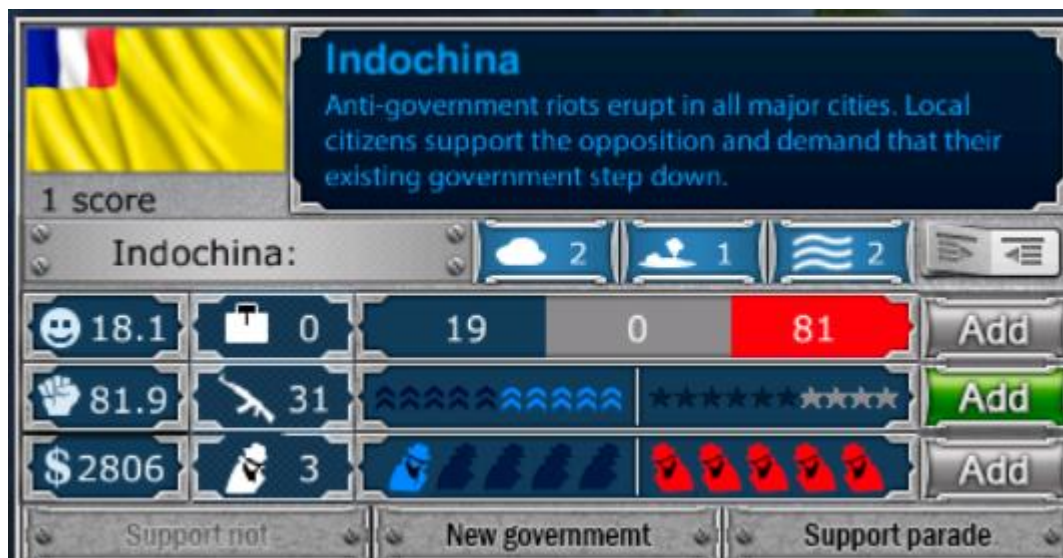 Indochina
Anti-government riots erupt in all major cities. Local
citizens support the opposition and demand that their
existing government step down.
1 score
Indochina: 2 1 2
18.1 0 19 0 81 Add
81.9 31 Add
$2806 3 Add
Support riot New governmemt Support parade